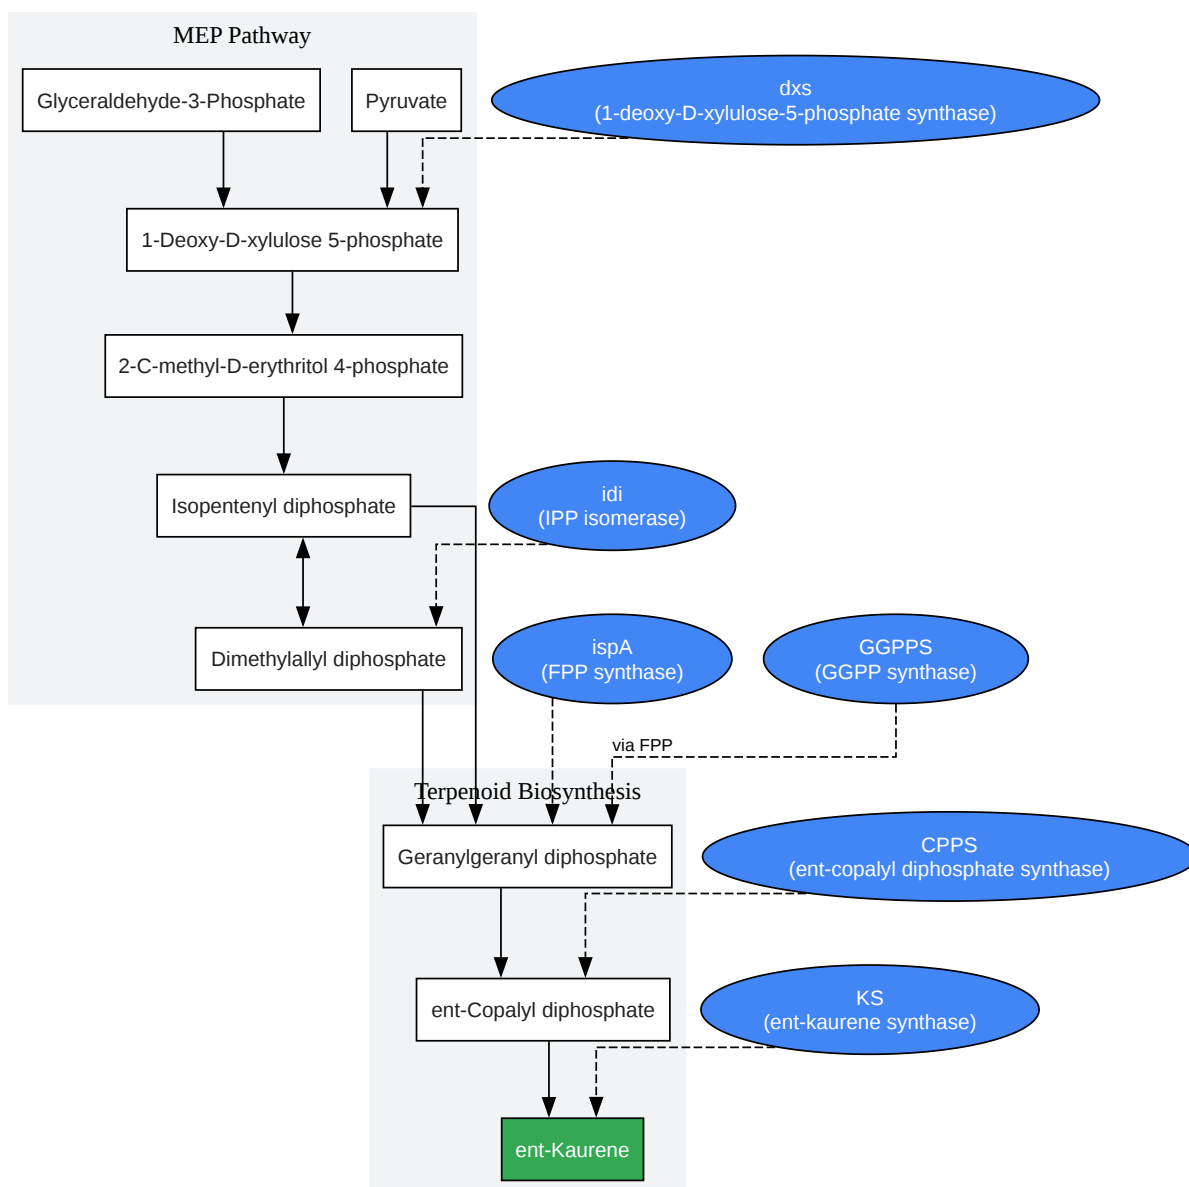 MEP Pathway
Glyceraldehyde-3-Phosphate
Pyruvate
dxs
(1-deoxy-D-xylulose-5-phosphate synthase)
1-Deoxy-D-xylulose 5-phosphate
2-C-methyl-D-erythritol 4-phosphate
Isopentenyl diphosphate
idi
(IPP isomerase)
Dimethylallyl diphosphate
ispA
(FPP synthase)
GGPPS
(GGPP synthase)
via FPP
Terpenoid Biosynthesis
Geranylgeranyl diphosphate
CPPS
(ent-copalyl diphosphate synthase)
ent-Copalyl diphosphate
KS
(ent-kaurene synthase)
ent-Kaurene